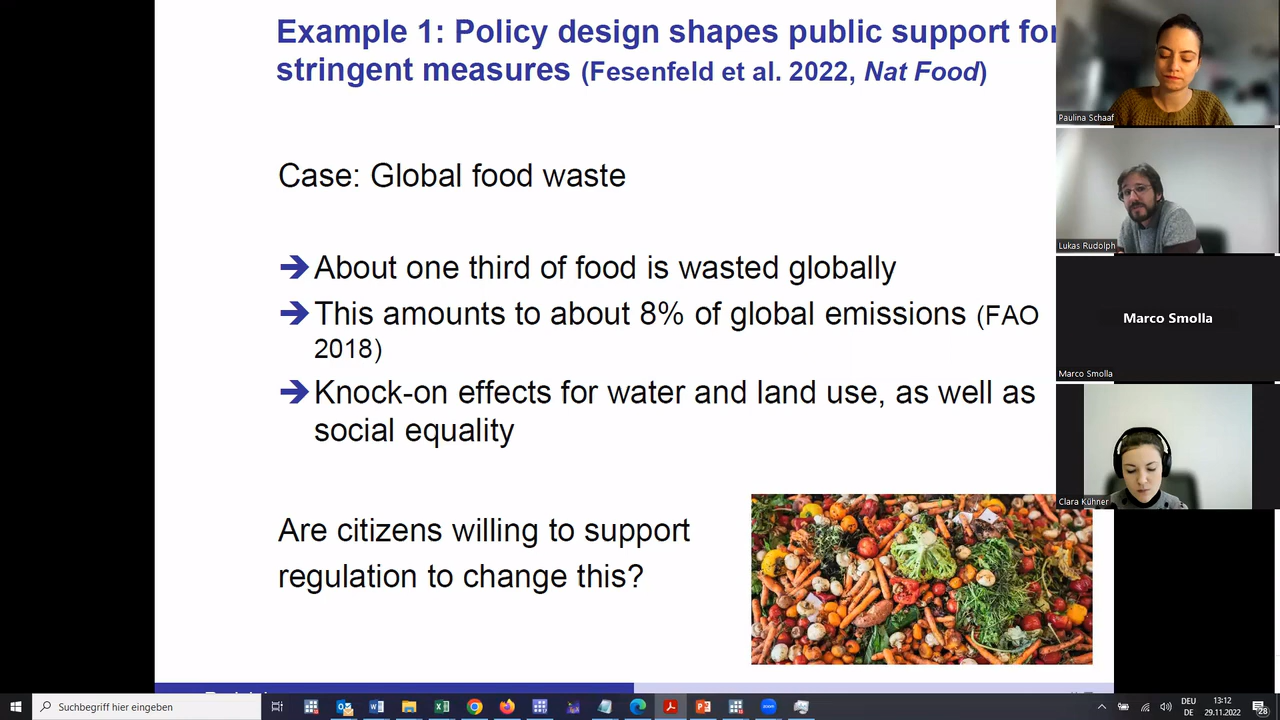 Example 1: Policy design shapes public support for
stringent measures (Fesenfeld et al. 2022, Nat Food)
Case: Global food waste
About one third of food is wasted globally
This amounts to about 8% of global emissions (FAO
2018)
Knock-on effects for water and land use, as well as
social equality
Are citizens willing to support
regulation to change this?
Paulina Schaaf
Lukas Rudolph
Marco Smolla
Marco Smolla
Clara Kühner
Suchbegriff hier eingeben
DEU
DE
13:12
29.11.2022
28